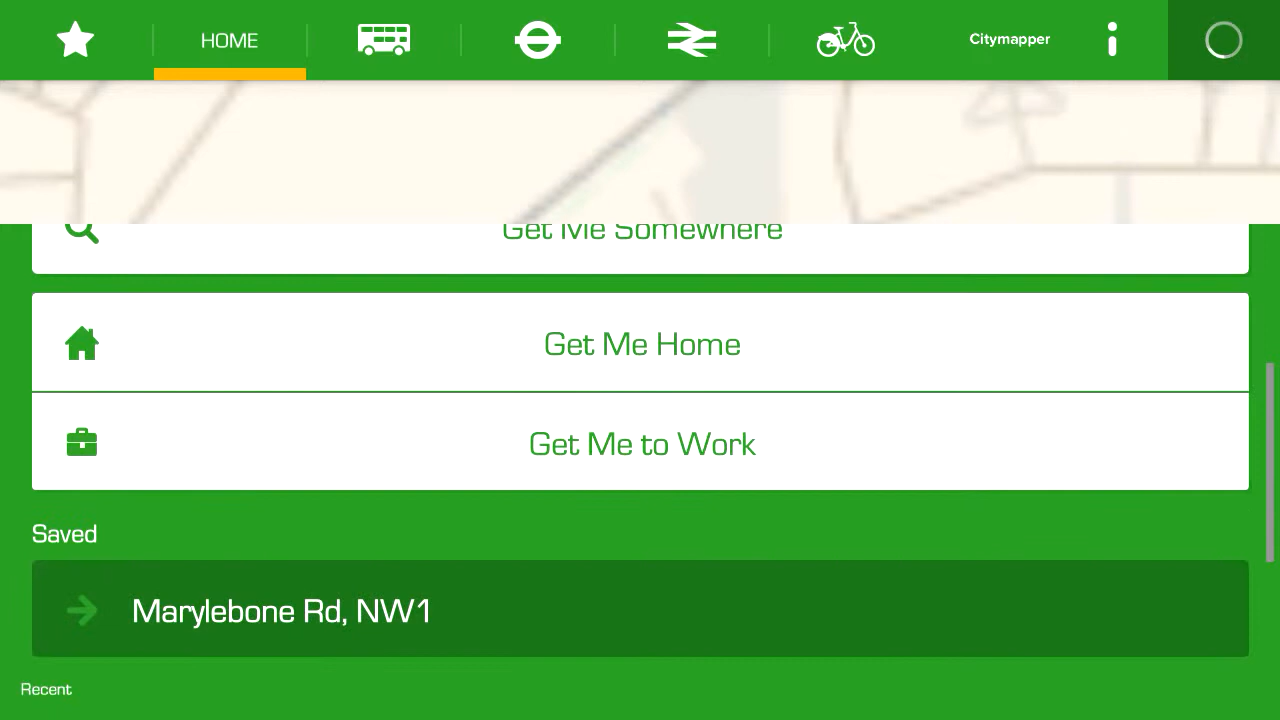 HOME
Citymapper
Get Me Somewhere
Get Me Home
Get Me to Work
Saved
Marylebone Rd, NW1
Recent